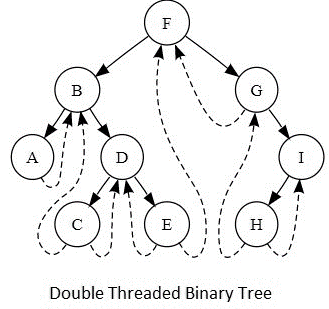 F
B G
A D I
C E H
Double Threaded Binary Tree